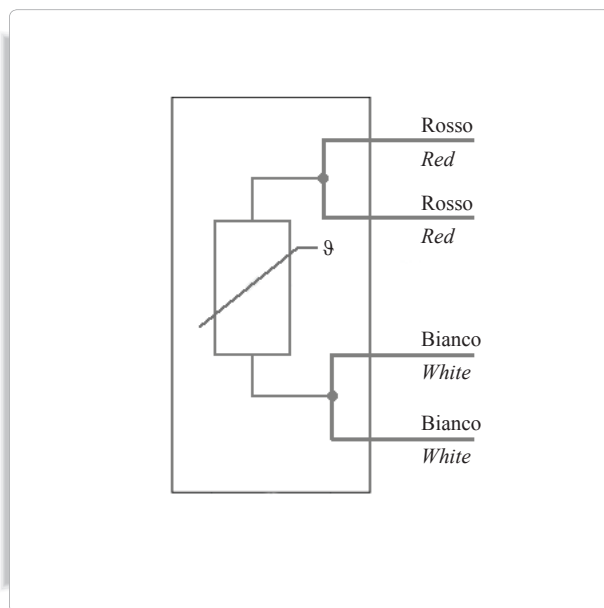 Rosso
Red
Rosso
Red
ϑ
Bianco
White
Bianco
White